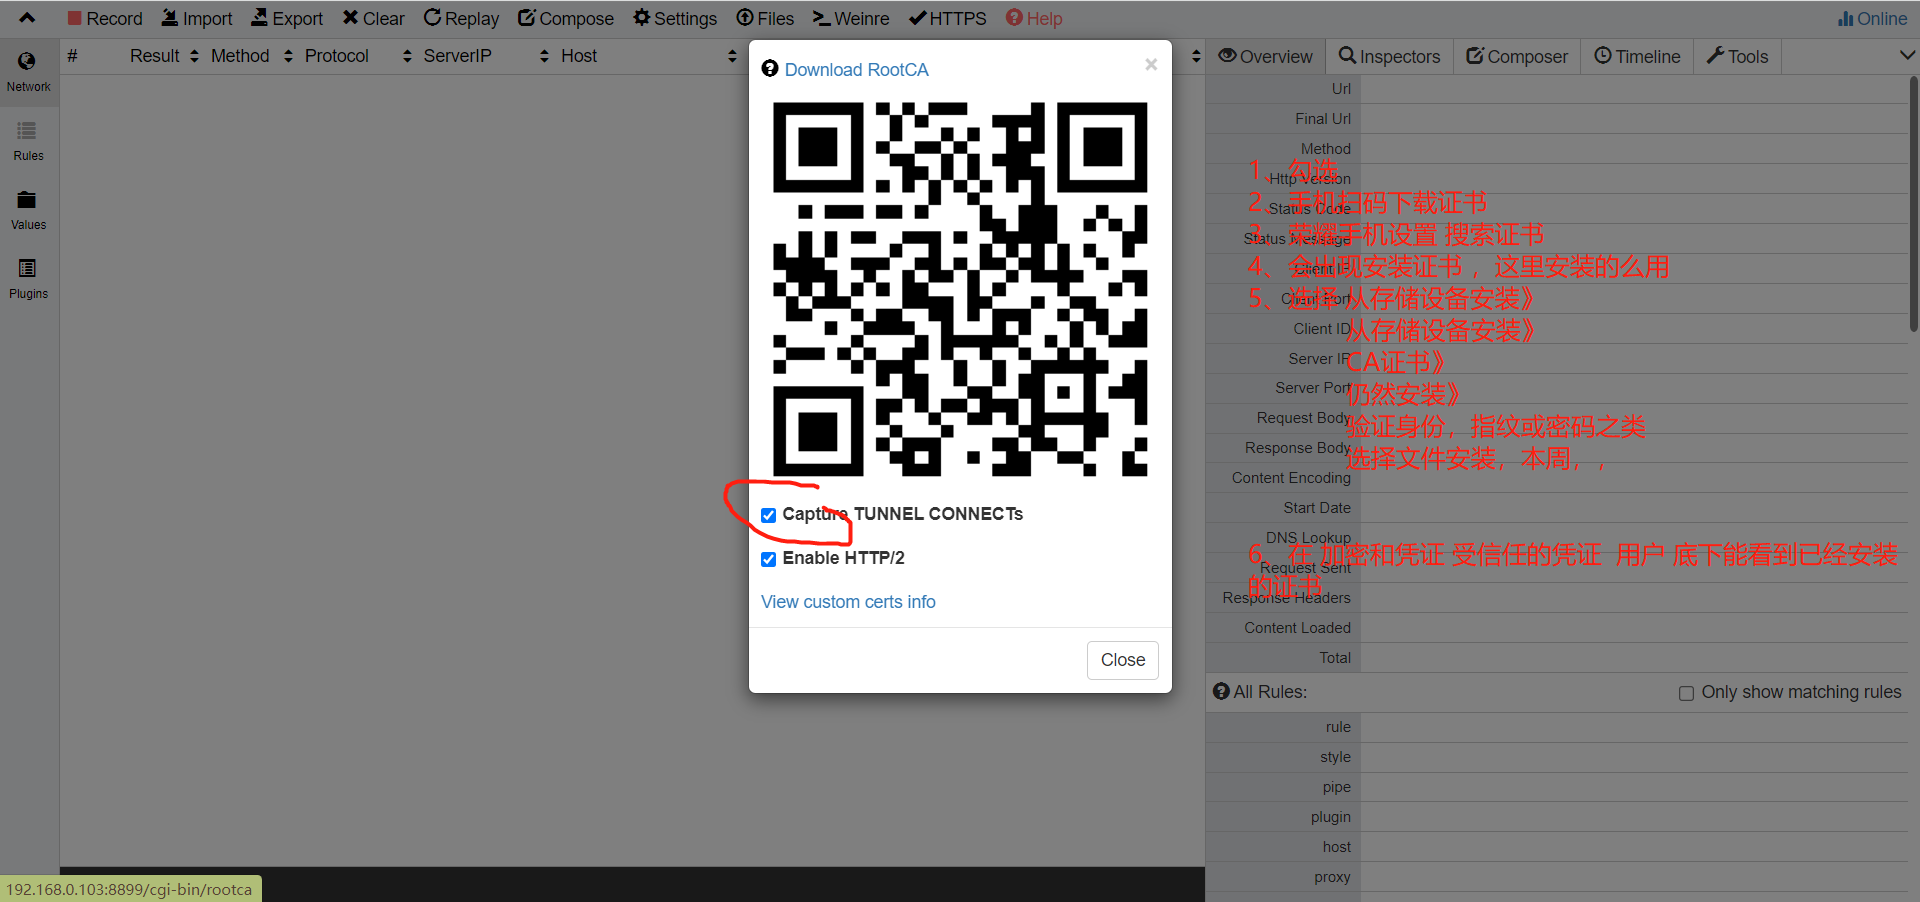 Record Import Export Clear Replay Compose Settings Files Weinre HTTPS Help Online
# Result Method Protocol ServerIP Host
Network
Rules
Values
Plugins
Download RootCA ×
Capture TUNNEL CONNECTs
Enable HTTP/2
View custom certs info
Close
Overview Inspectors Composer Timeline Tools
Url
Final Url
Method
Http Version
Status Code
Status Message
Client IP
Client Port
Client ID
Server IP
Server Port
Request Body
Response Body
Content Encoding
Start Date
DNS Lookup
Request Sent
Response Headers
Content Loaded
Total
1、勾选
2、手机扫码下载证书
3、荣耀手机设置 搜索证书
4、会出现安装证书 ，这里安装的么用
5、选择 从存储设备安装》
从存储设备安装》
CA证书》
仍然安装》
验证身份，指纹或密码之类
选择文件安装，本周，,
6、在 加密和凭证 受信任的凭证 用户 底下能看到已经安装
的证书
All Rules: Only show matching rules
rule
style
pipe
plugin
host
proxy
192.168.0.103:8899/cgi-bin/rootca